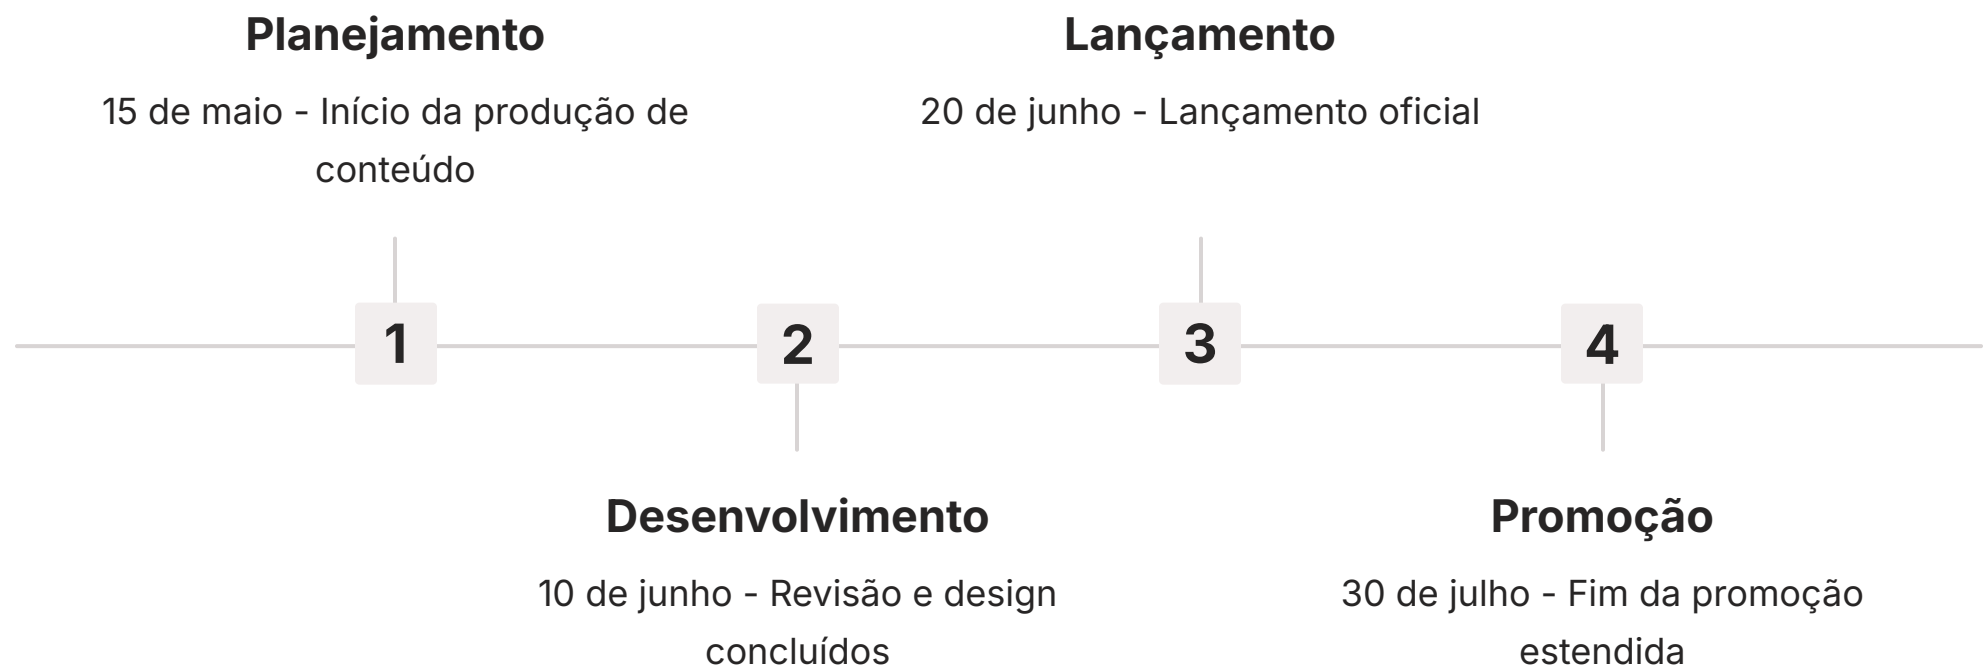 Planejamento
15 de maio - Início da produção de
conteúdo
Lançamento
20 de junho - Lançamento oficial
1
2
3
4
Desenvolvimento
10 de junho - Revisão e design
concluídos
Promoção
30 de julho - Fim da promoção
estendida